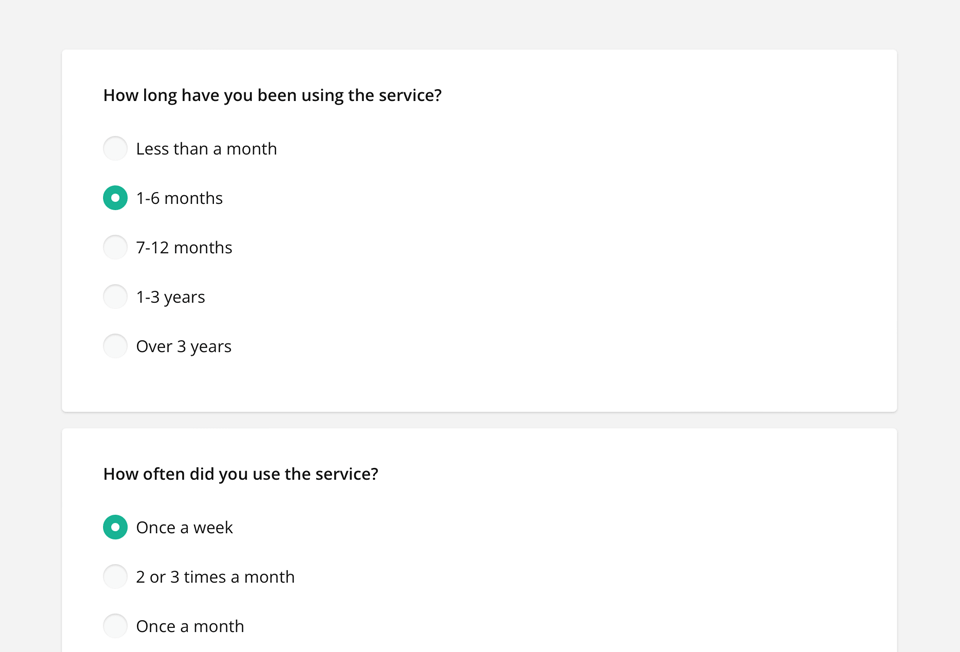 How long have you been using the service?
Less than a month
1-6 months
7-12 months
1-3 years
Over 3 years
How often did you use the service?
Once a week
2 or 3 times a month
Once a month